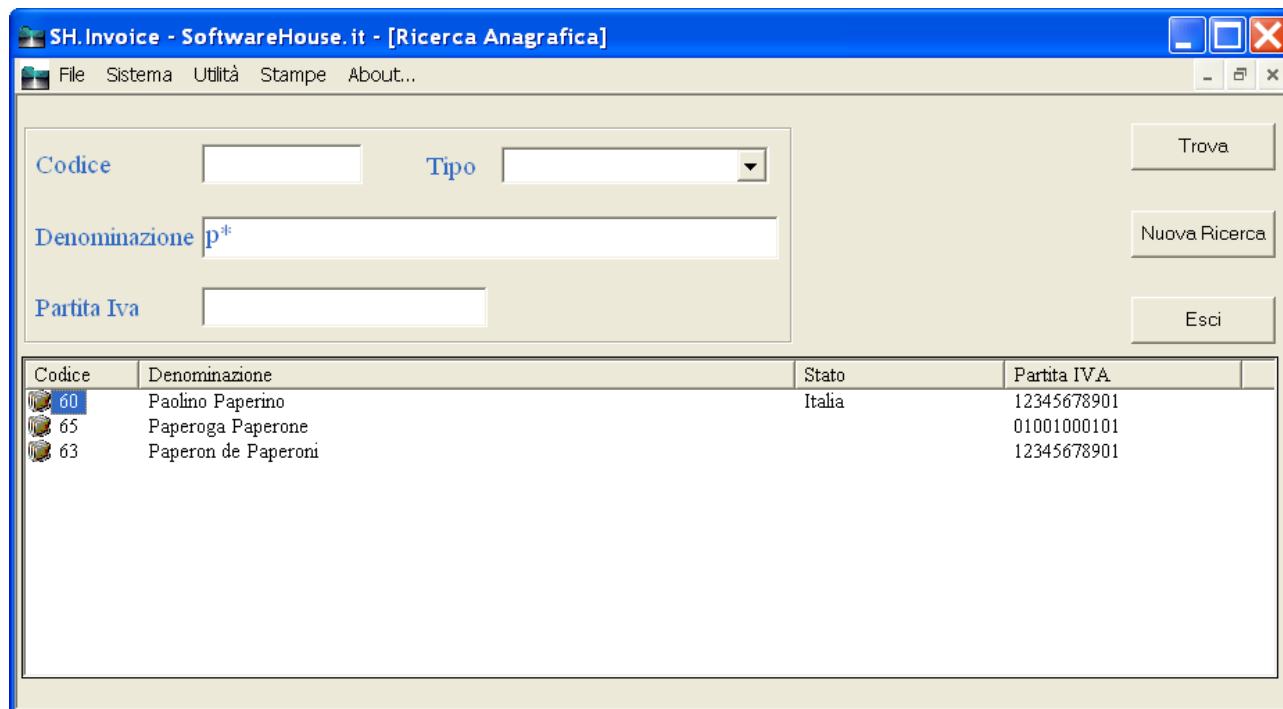 SH.Invoice - SoftwareHouse.it - [Ricerca Anagrafica]
File Sistema Utilità Stampe About...
Codice Tipo Trova
Denominazione p* Nuova Ricerca
Partita Iva Esci
Codice Denominazione Stato Partita IVA
60 Paolino Paperino Italia 12345678901
65 Paperoga Paperone 01001000101
63 Paperon de Paperoni 12345678901